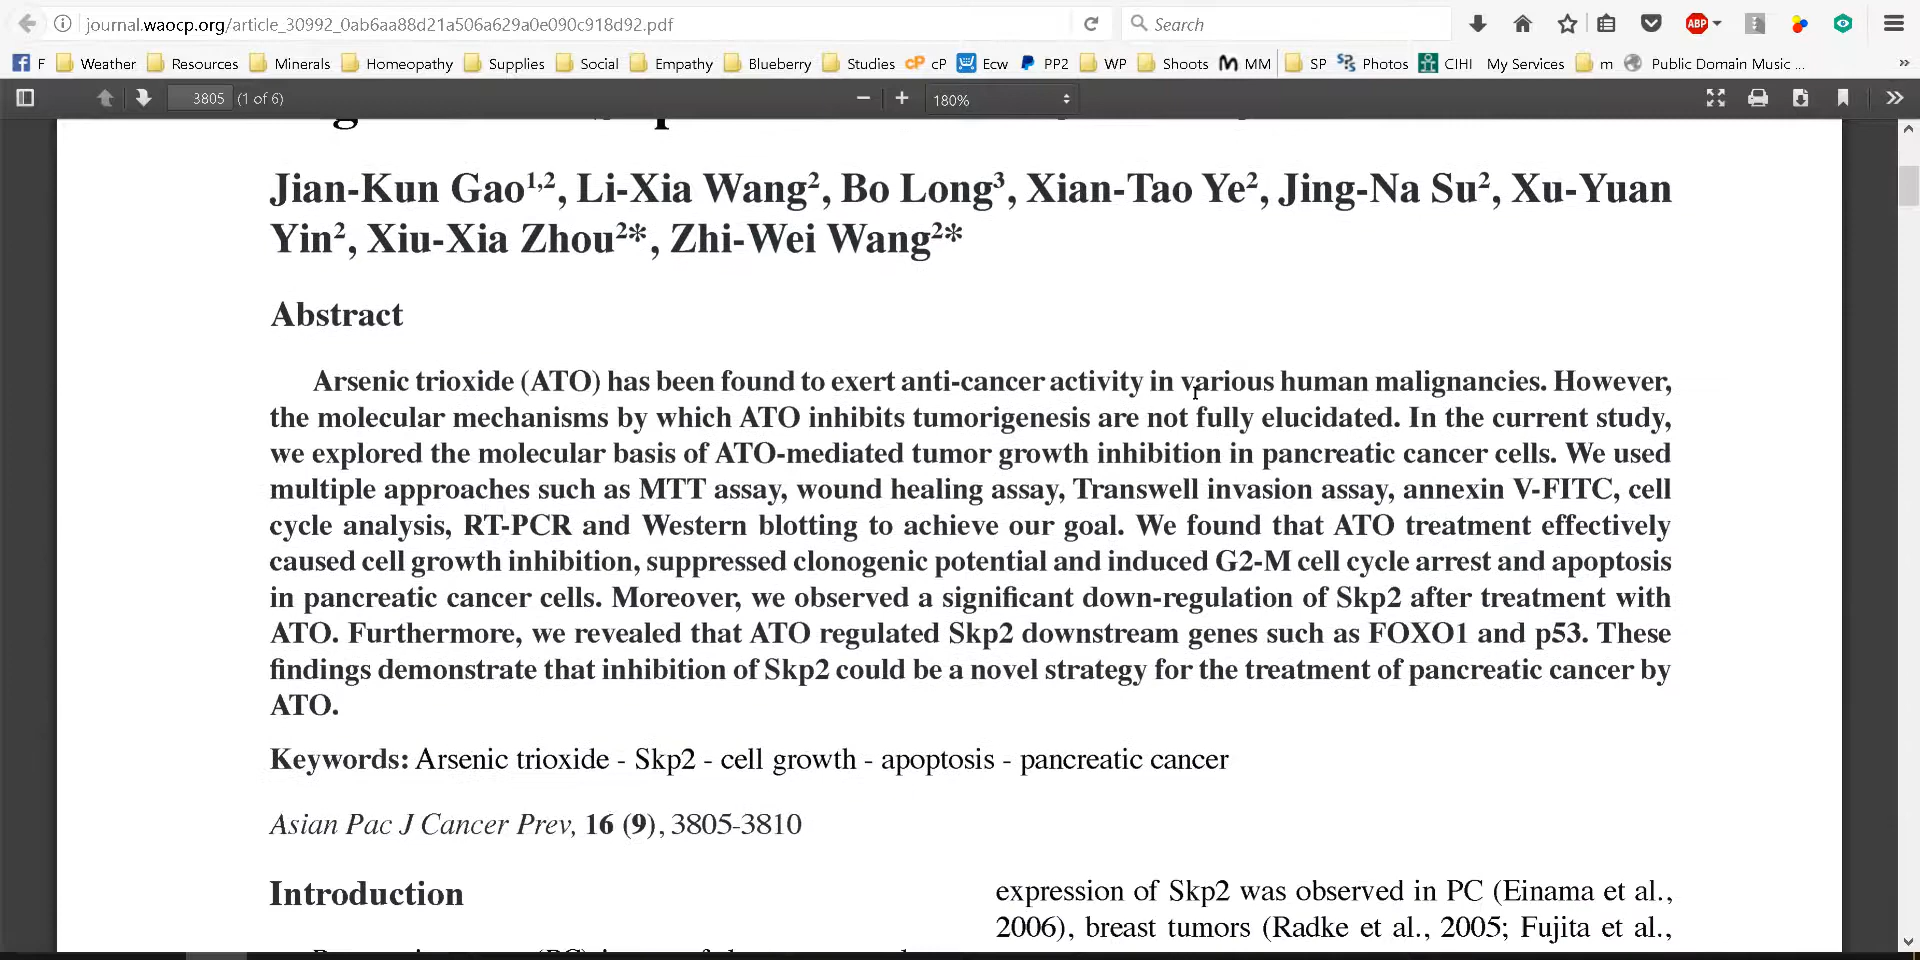 journal.waocp.org/article_30992_0ab6aa88d21a506a629a0e090c918d92.pdf
Search
ABP
F Weather Resources Minerals Homeopathy Supplies Social Empathy Blueberry Studies cP cP Ecw PP2 WP Shoots MM SP Photos CIHI My Services m Public Domain Music ...
3805 (1 of 6) 180%
Jian-Kun Gao1,2, Li-Xia Wang2, Bo Long3, Xian-Tao Ye2, Jing-Na Su2, Xu-Yuan
Yin2, Xiu-Xia Zhou2*, Zhi-Wei Wang2*
Abstract
Arsenic trioxide (ATO) has been found to exert anti-cancer activity in various human malignancies. However,
the molecular mechanisms by which ATO inhibits tumorigenesis are not fully elucidated. In the current study,
we explored the molecular basis of ATO-mediated tumor growth inhibition in pancreatic cancer cells. We used
multiple approaches such as MTT assay, wound healing assay, Transwell invasion assay, annexin V-FITC, cell
cycle analysis, RT-PCR and Western blotting to achieve our goal. We found that ATO treatment effectively
caused cell growth inhibition, suppressed clonogenic potential and induced G2-M cell cycle arrest and apoptosis
in pancreatic cancer cells. Moreover, we observed a significant down-regulation of Skp2 after treatment with
ATO. Furthermore, we revealed that ATO regulated Skp2 downstream genes such as FOXO1 and p53. These
findings demonstrate that inhibition of Skp2 could be a novel strategy for the treatment of pancreatic cancer by
ATO.
Keywords: Arsenic trioxide - Skp2 - cell growth - apoptosis - pancreatic cancer
Asian Pac J Cancer Prev, 16 (9), 3805-3810
Introduction
expression of Skp2 was observed in PC (Einama et al.,
2006), breast tumors (Radke et al., 2005; Fujita et al.,